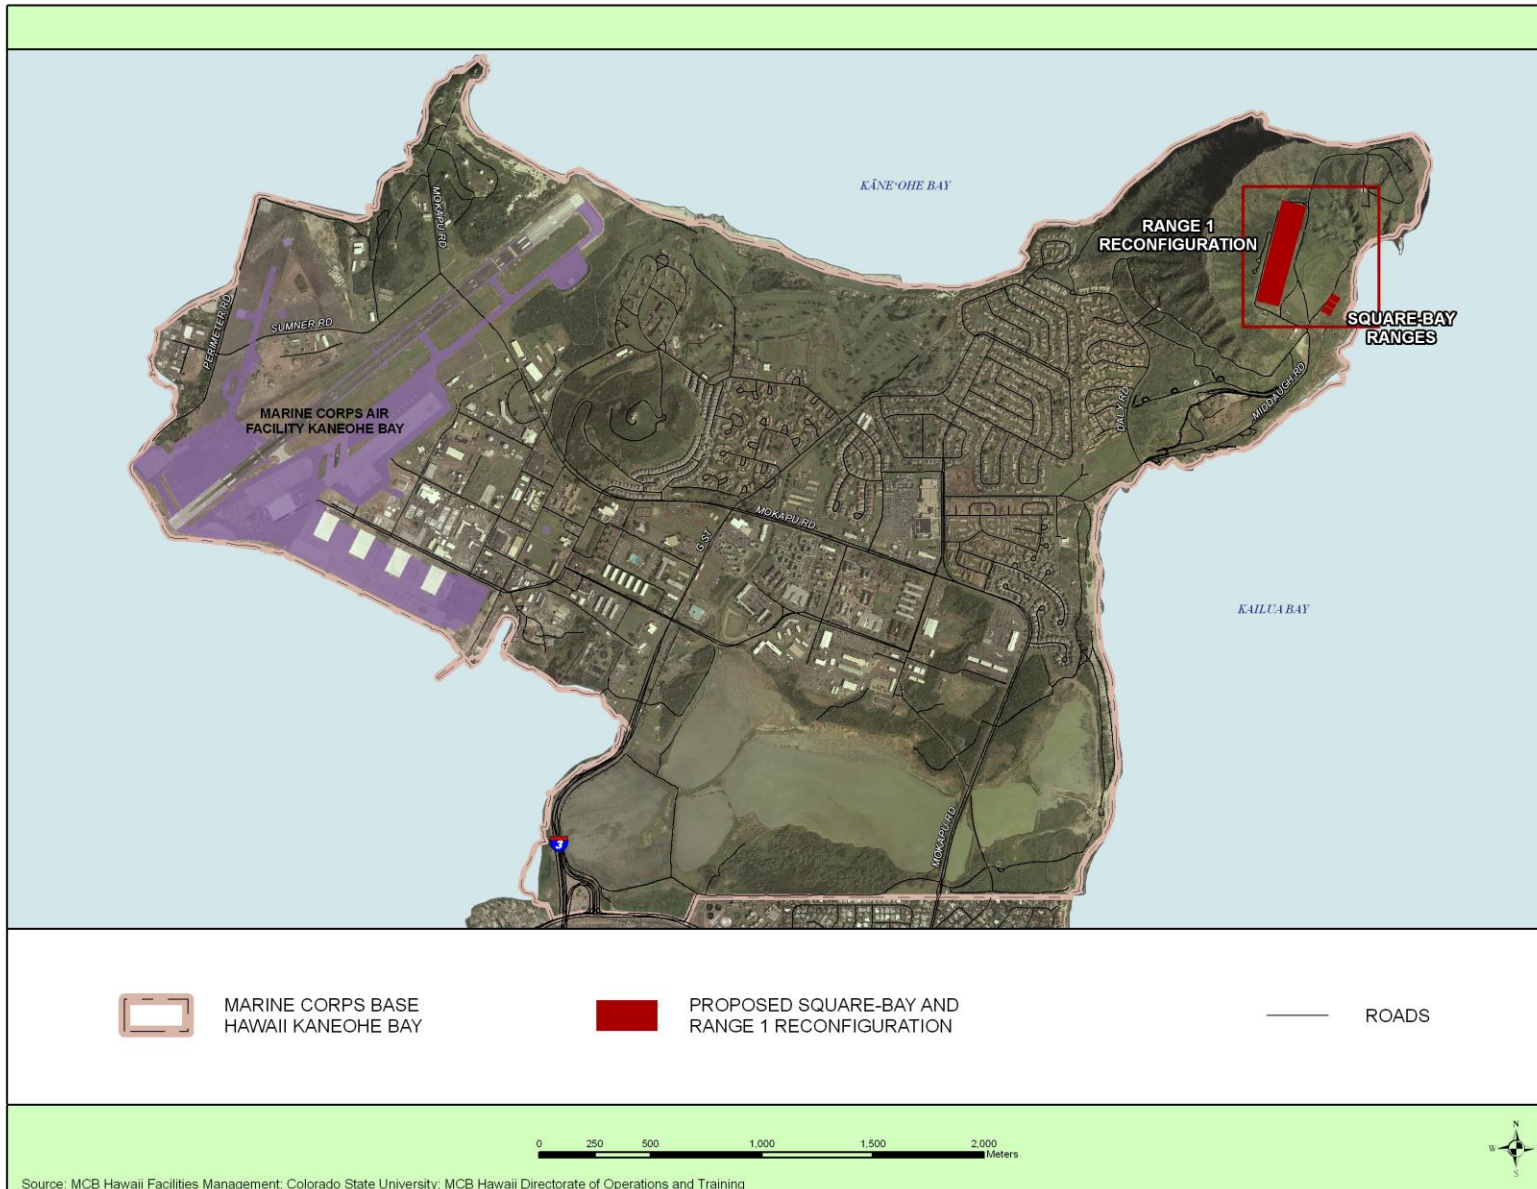 KĀNE‘OHE BAY
MOKAPU RD
RANGE 1
RECONFIGURATION
PERIMETER RD
SUMNER RD
SQUARE-BAY
RANGES
MIDDAUGH RD
DALY RD
MARINE CORPS AIR
FACILITY KANEOHE BAY
MOKAPU RD
G ST
KAILUA BAY
MOKAPU RD
3
MARINE CORPS BASE
HAWAII KANEOHE BAY
PROPOSED SQUARE-BAY AND
RANGE 1 RECONFIGURATION
ROADS
0 250 500 1,000 1,500 2,000
Meters
N
W
S
Source: MCB Hawaii Facilities Management; Colorado State University; MCB Hawaii Directorate of Operations and Training